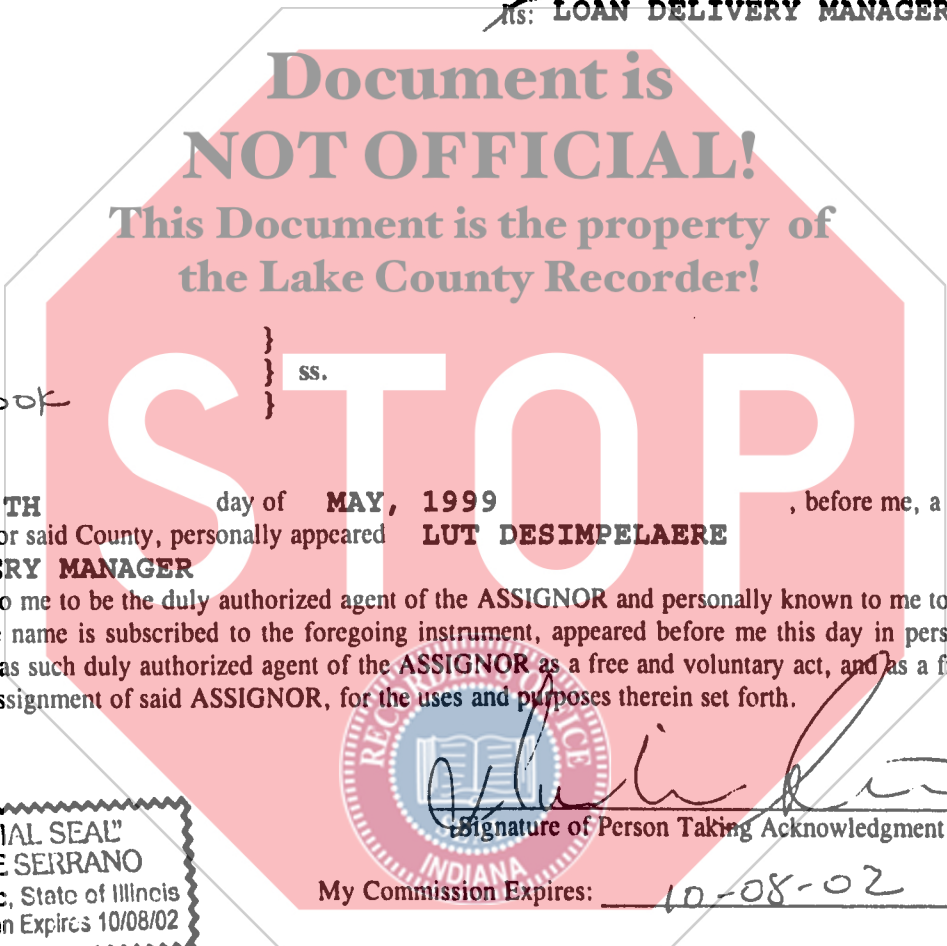 Its: LOAN DELIVERY MANAGER
Document is
NOT OFFICIAL!
This Document is the property of
the Lake County Recorder!
} ss.
ook
STOP
TH day of MAY, 1999 , before me, a
or said County, personally appeared LUT DESIMPELAERE
RY MANAGER
o me to be the duly authorized agent of the ASSIGNOR and personally known to me to
name is subscribed to the foregoing instrument, appeared before me this day in pers
as such duly authorized agent of the ASSIGNOR as a free and voluntary act, and as a f
ssignment of said ASSIGNOR, for the uses and purposes therein set forth.
RECORDER'S OFFICE
INDIANA
Signature of Person Taking Acknowledgment
IAL SEAL"
E SERRANO
c, State of Illinois
n Expires 10/08/02
My Commission Expires: 10-08-02